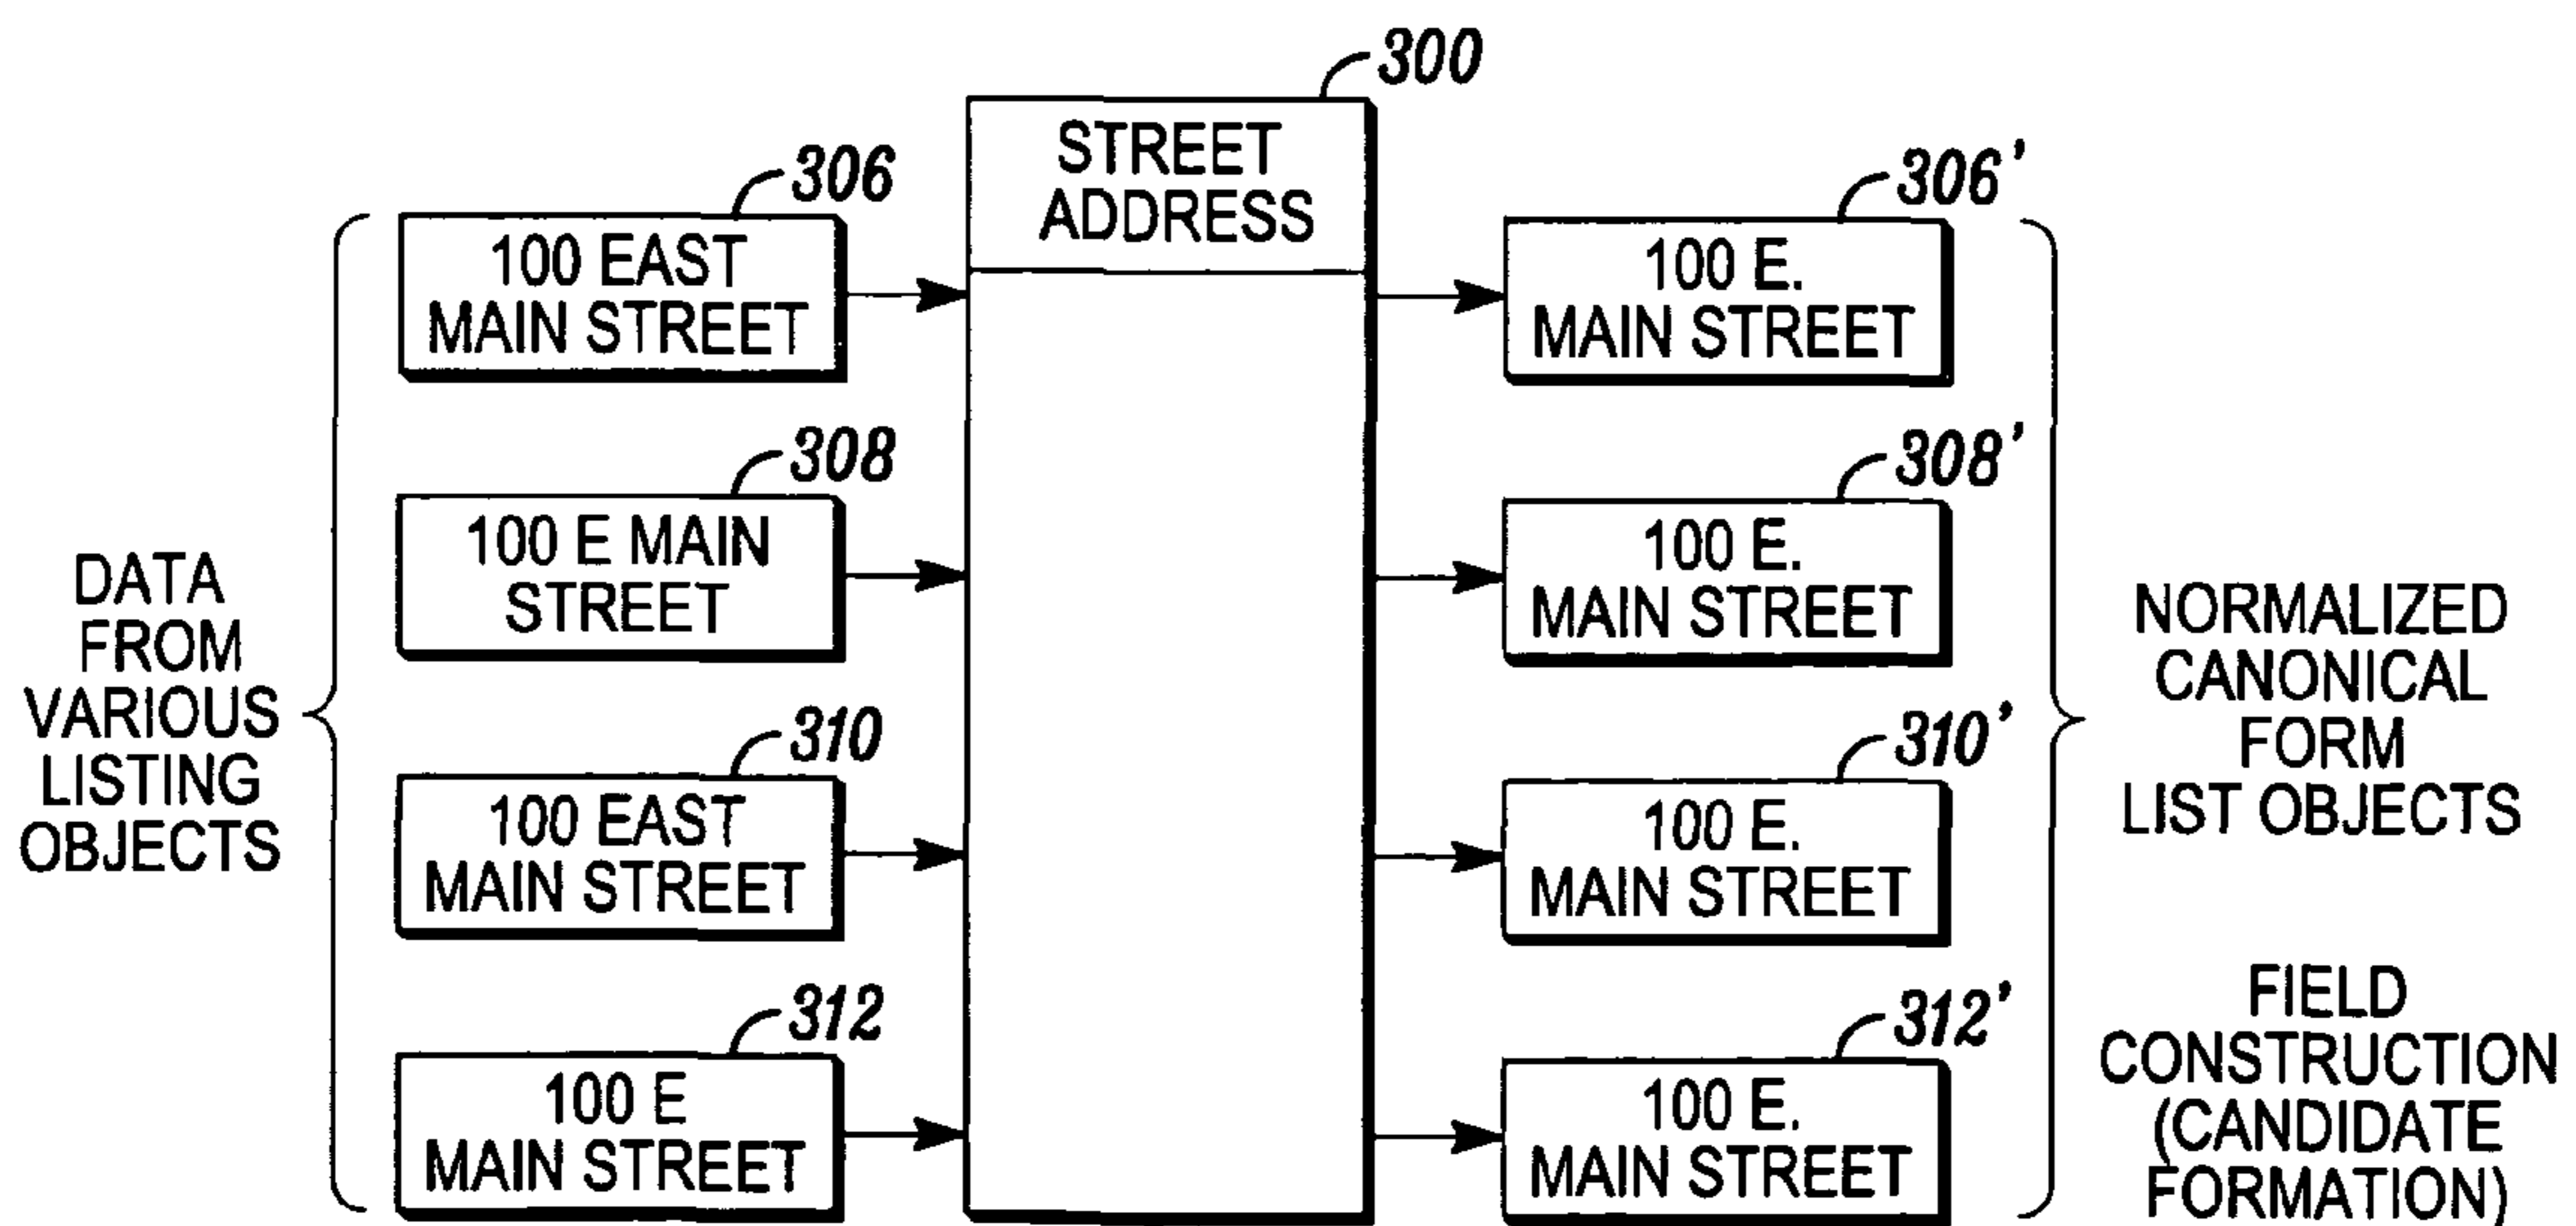 300
STREET
ADDRESS
306
100 EAST
MAIN STREET
306'
100 E.
MAIN STREET
308
100 E MAIN
STREET
308'
100 E.
MAIN STREET
DATA
FROM
VARIOUS
LISTING
OBJECTS
310
100 EAST
MAIN STREET
310'
100 E.
MAIN STREET
NORMALIZED
CANONICAL
FORM
LIST OBJECTS
312
100 E
MAIN STREET
312'
100 E.
MAIN STREET
FIELD
CONSTRUCTION
(CANDIDATE
FORMATION)